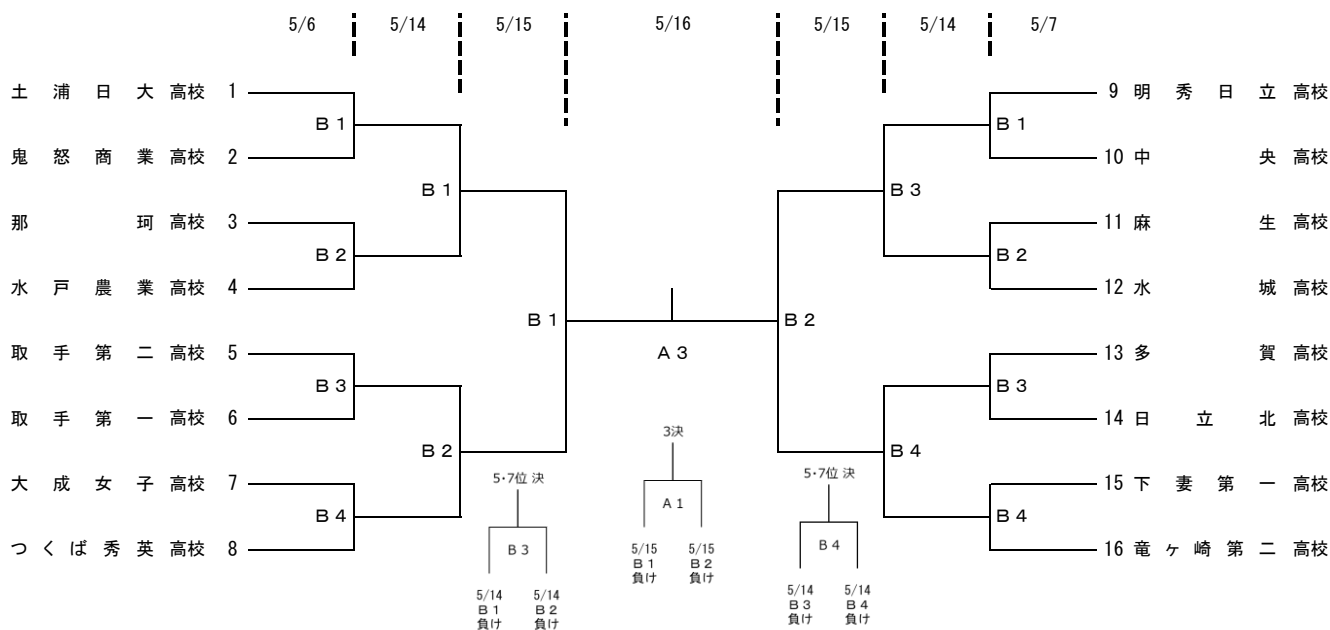 5/6 5/14 5/15 5/16 5/15 5/14 5/7
土浦日大高校 1
9 明秀日立高校
B1
B1
鬼怒商業高校 2
10 中央高校
B1
B3
那珂高校 3
11 麻生高校
B2
B2
水戸農業高校 4
12 水城高校
B1
B2
A3
取手第二高校 5
13 多賀高校
B3
B3
取手第一高校 6
14 日立北高校
3決
B2
B4
5・7位 決
5・7位 決
大成女子高校 7
15 下妻第一高校
A1
B4
B4
つくば秀英高校 8
16 竜ヶ崎第二高校
B3
5/15
B1
負け
5/15
B2
負け
B4
5/14
B1
負け
5/14
B2
負け
5/14
B3
負け
5/14
B4
負け